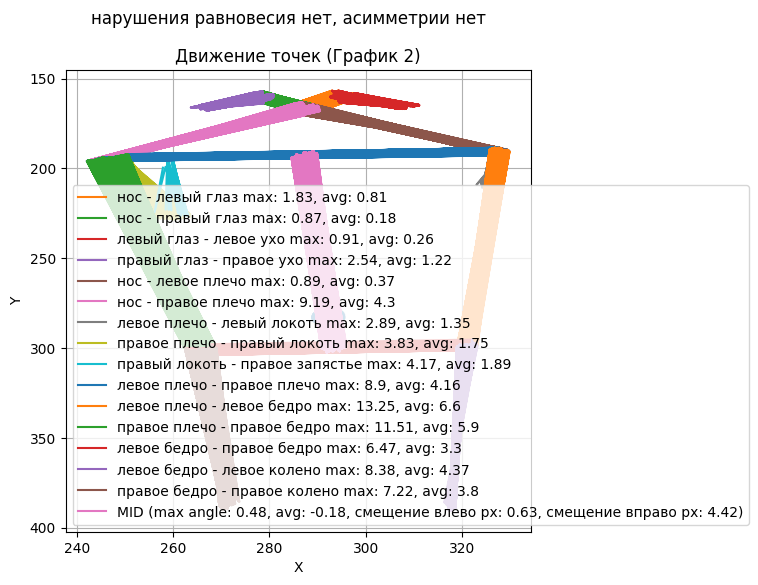 нарушения равновесия нет, асимметрии нет
Движение точек (График 2)
150
200
250
300
350
400
Y
нос - левый глаз max: 1.83, avg: 0.81
нос - правый глаз max: 0.87, avg: 0.18
левый глаз - левое ухо max: 0.91, avg: 0.26
правый глаз - правое ухо max: 2.54, avg: 1.22
нос - левое плечо max: 0.89, avg: 0.37
нос - правое плечо max: 9.19, avg: 4.3
левое плечо - левый локоть max: 2.89, avg: 1.35
правое плечо - правый локоть max: 3.83, avg: 1.75
правый локоть - правое запястье max: 4.17, avg: 1.89
левое плечо - правое плечо max: 8.9, avg: 4.16
левое плечо - левое бедро max: 13.25, avg: 6.6
правое плечо - правое бедро max: 11.51, avg: 5.9
левое бедро - правое бедро max: 6.47, avg: 3.3
левое бедро - левое колено max: 8.38, avg: 4.37
правое бедро - правое колено max: 7.22, avg: 3.8
MID (max angle: 0.48, avg: -0.18, смещение влево px: 0.63, смещение вправо px: 4.42)
240 260 280 300 320
X